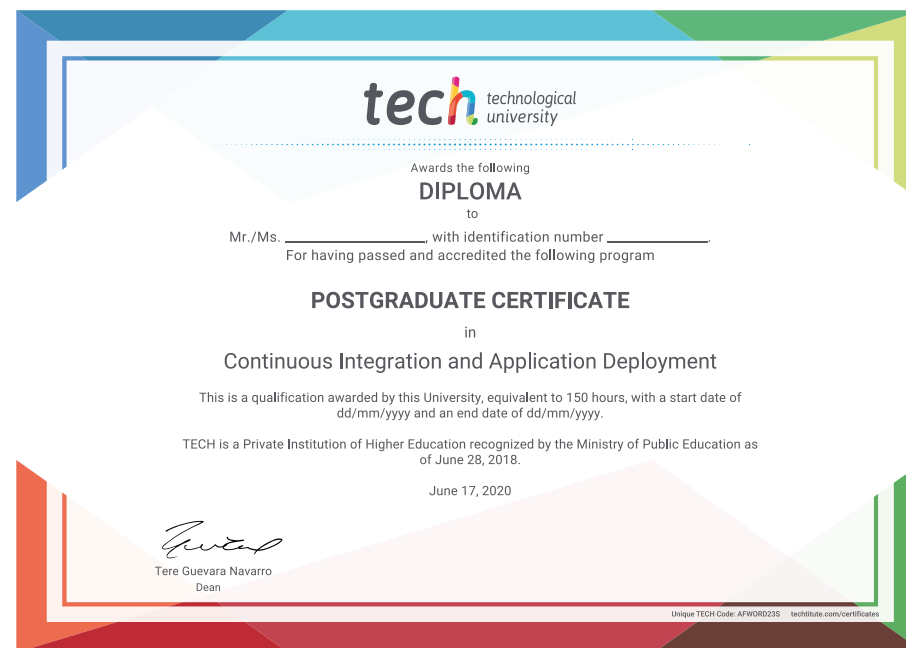 tech technological
university
Awards the following
DIPLOMA
to
Mr./Ms. ____________________, with identification number ______________.
For having passed and accredited the following program
POSTGRADUATE CERTIFICATE
in
Continuous Integration and Application Deployment
This is a qualification awarded by this University, equivalent to 150 hours, with a start date of
dd/mm/yyyy and an end date of dd/mm/yyyy.
TECH is a Private Institution of Higher Education recognized by the Ministry of Public Education as
of June 28, 2018.
June 17, 2020
Tere Guevara Navarro
Dean
Unique TECH Code: AFWORD23S techtitute.com/certificates